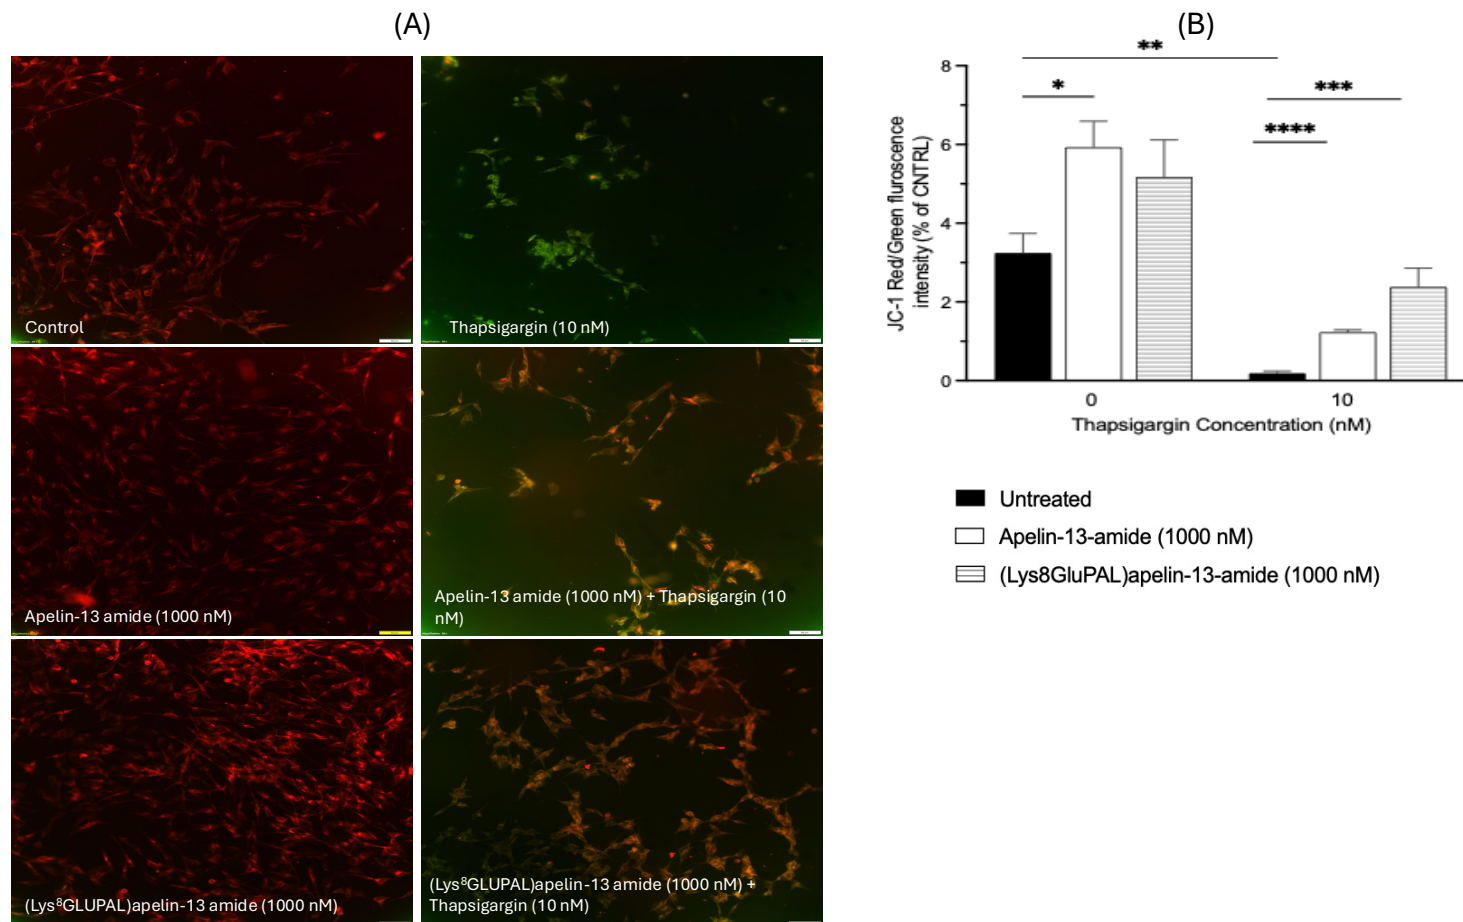 (A)
Control
Thapsigargin (10 nM)
Apelin-13 amide (1000 nM)
Apelin-13 amide (1000 nM) + Thapsigargin (10
nM)
(Lys⁸GLUPAL)apelin-13 amide (1000 nM)
(Lys⁸GLUPAL)apelin-13 amide (1000 nM) +
Thapsigargin (10 nM)
(B)
**
*
***
****
JC-1 Red/Green fluroscence
intensity (% of CNTRL)
8
6
4
2
0
0
10
Thapsigargin Concentration (nM)
Untreated
Apelin-13-amide (1000 nM)
(Lys8GluPAL)apelin-13-amide (1000 nM)